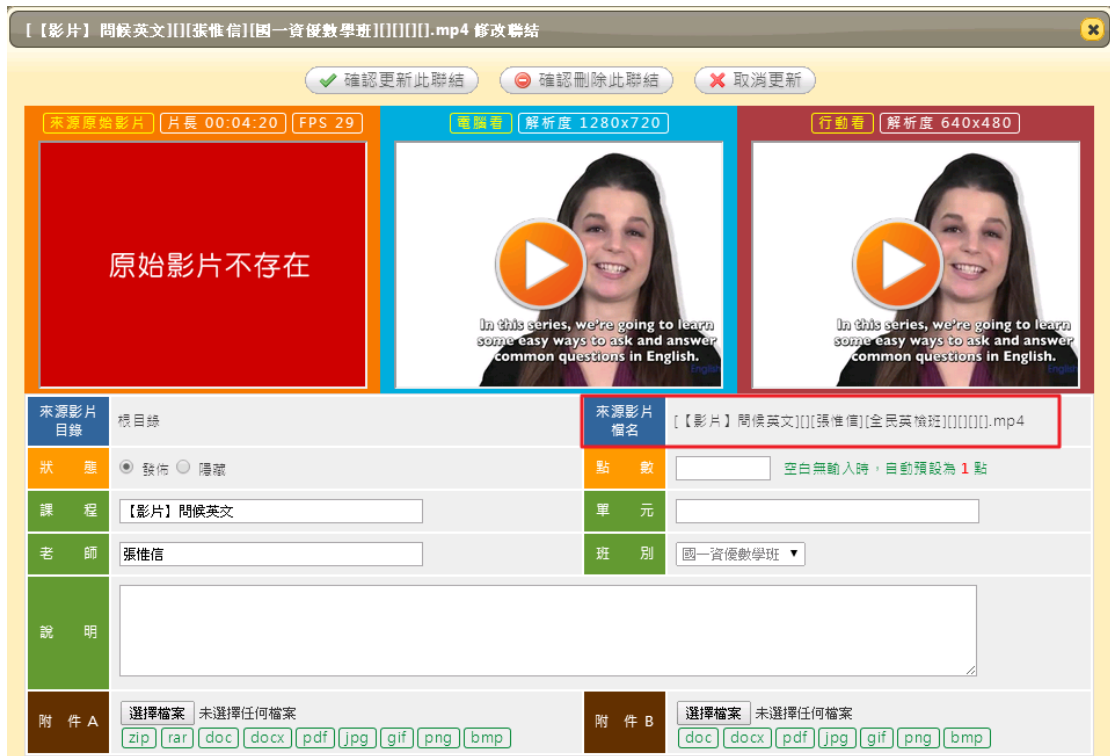 [【影片】問候英文][][張惟信][國一資優數學班][][][][].mp4 修改聯結
確認更新此聯結 確認刪除此聯結 取消更新
來源原始影片 片長 00:04:20 FPS 29
電腦看 解析度 1280x720
行動看 解析度 640x480
原始影片不存在
In this series, we're going to learn
some easy ways to ask and answer
common questions in English.
English
In this series, we're going to learn
some easy ways to ask and answer
common questions in English.
English
來源影片目錄 根目錄
來源影片檔名 [【影片】問候英文][][張惟信][全民英檢班][][][][].mp4
狀 態 發佈 隱藏
點 數 空白無輸入時，自動預設為 1 點
課 程 【影片】問候英文
單 元
老 師 張惟信
班 別 國一資優數學班
說 明
附 件 A 選擇檔案 未選擇任何檔案
zip rar doc docx pdf jpg gif png bmp
附 件 B 選擇檔案 未選擇任何檔案
doc docx pdf jpg gif png bmp